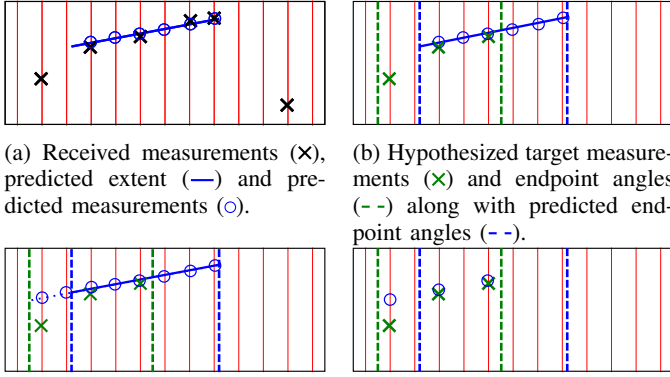 (a) Received measurements (×),
predicted extent (—) and pre-
dicted measurements (○).
(b) Hypothesized target measure-
ments (×) and endpoint angles
(- -) along with predicted end-
point angles (- -).